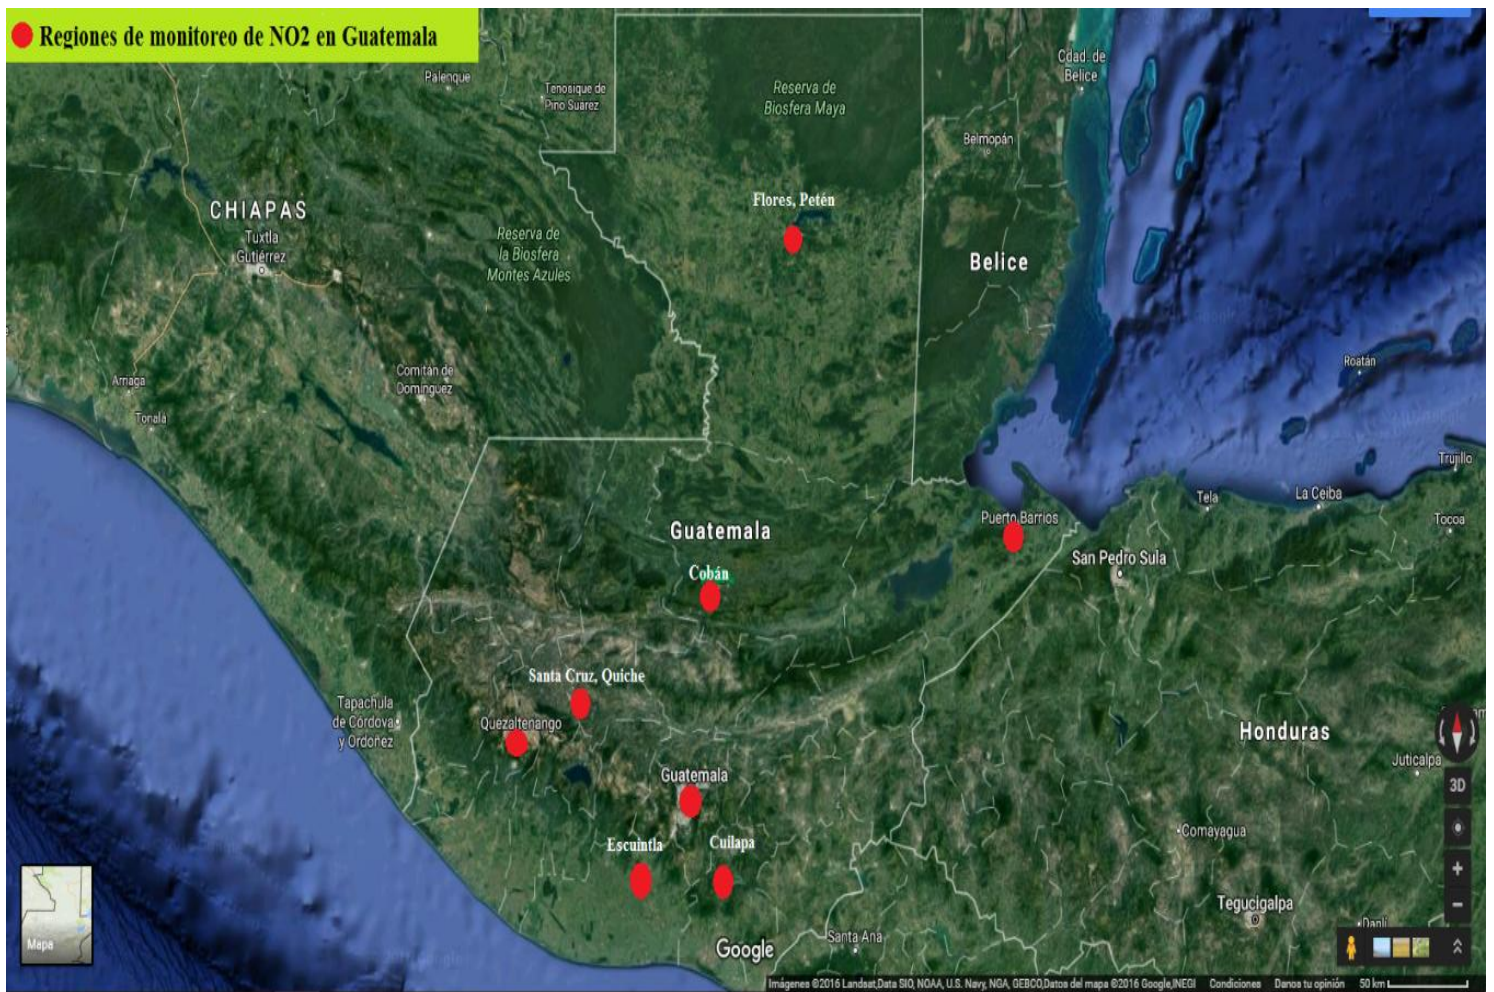 Regiones de monitoreo de NO2 en Guatemala
Palenque
Tenosique de
Pino Suárez
Reserva de
Biosfera Maya
Cdad. de
Belice
Belmopán
Flores, Petén
CHIAPAS
Tuxtla
Gutiérrez
Reserva de
la Biosfera
Montes Azules
Belice
Roatán
Comitán de
Domínguez
Arriaga
Tonalá
Trujillo
Tela
La Ceiba
Tocoa
Puerto Barrios
Guatemala
San Pedro Sula
Cobán
Santa Cruz, Quiche
Tapachula
de Córdova
y Ordoñez
Quezaltenango
Honduras
Juticalpa
Guatemala
3D
Comayagua
Escuintla
Cuilapa
Tegucigalpa
Danlí
Santa Ana
Mapa
Google
Imágenes ©2016 Landsat,Data SIO, NOAA, U.S. Navy, NGA, GEBCO,Datos del mapa ©2016 Google,INEGI Condiciones Danos tu opinión 50 km